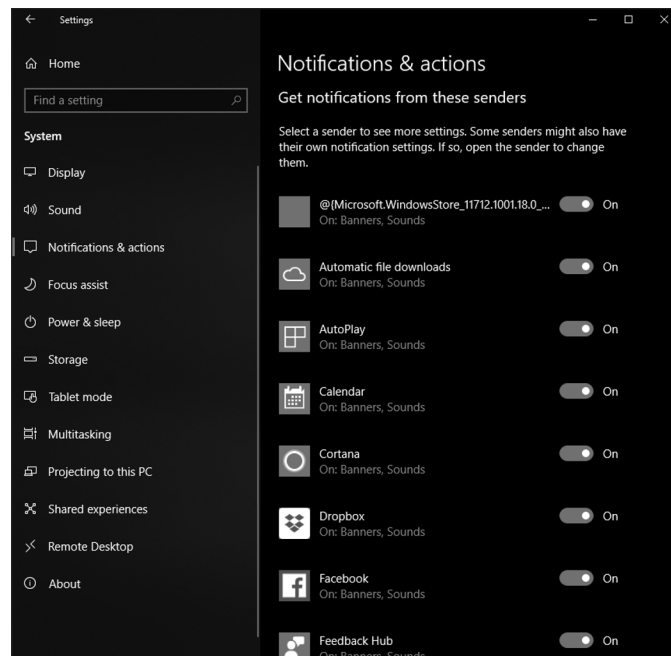 Settings
Home
Find a setting
System
Display
Sound
Notifications & actions
Focus assist
Power & sleep
Storage
Tablet mode
Multitasking
Projecting to this PC
Shared experiences
Remote Desktop
About
Notifications & actions
Get notifications from these senders
Select a sender to see more settings. Some senders might also have
their own notification settings. If so, open the sender to change
them.
@{Microsoft.WindowsStore_11712.1001.18.0_... On
On: Banners, Sounds
Automatic file downloads On
On: Banners, Sounds
AutoPlay On
On: Banners, Sounds
Calendar On
On: Banners, Sounds
Cortana On
On: Banners, Sounds
Dropbox On
On: Banners, Sounds
Facebook On
On: Banners, Sounds
Feedback Hub On
On: Banners, Sounds